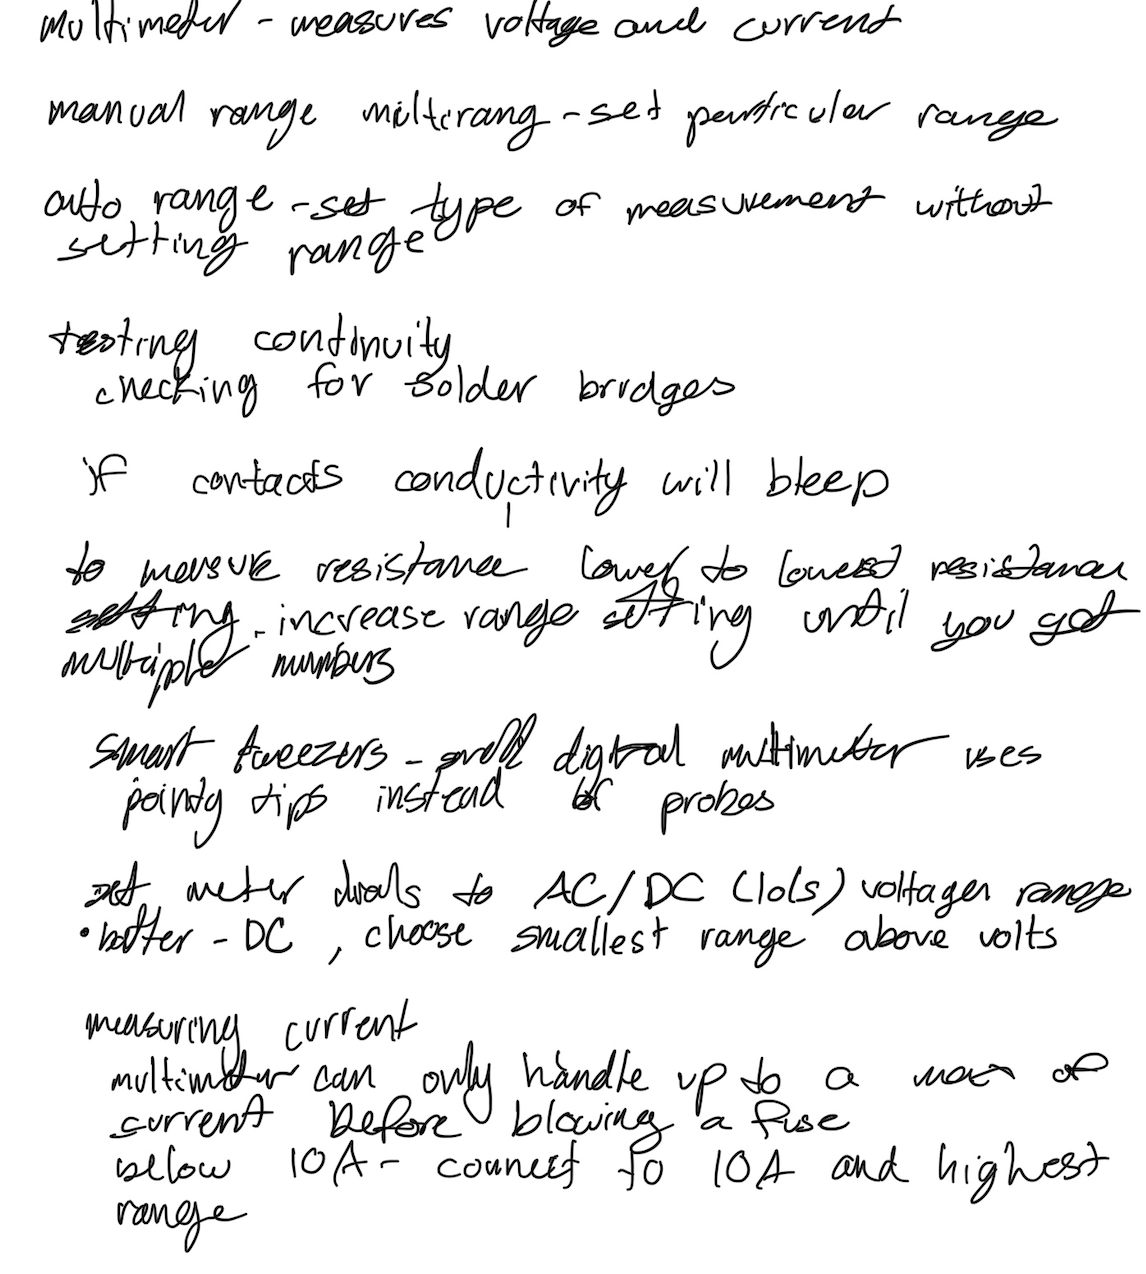 multimeter - measures voltage and current
manual range multirang - set particular range
auto range - set type of measurement without
setting range
testing continuity
checking for solder bridges
if contacts conductivity will bleep
to measure resistance lower to lowest resistance
setting - increase range setting until you get
multiple numbers
smart tweezers - small digital multimeter uses
pointy tips instead of probes
set meter dials to AC/DC (lols) voltage range
• batter - DC , choose smallest range above volts
measuring current
multimeter can only handle up to a max of
current before blowing a fuse
below 10A - connect to 10A and highest
range